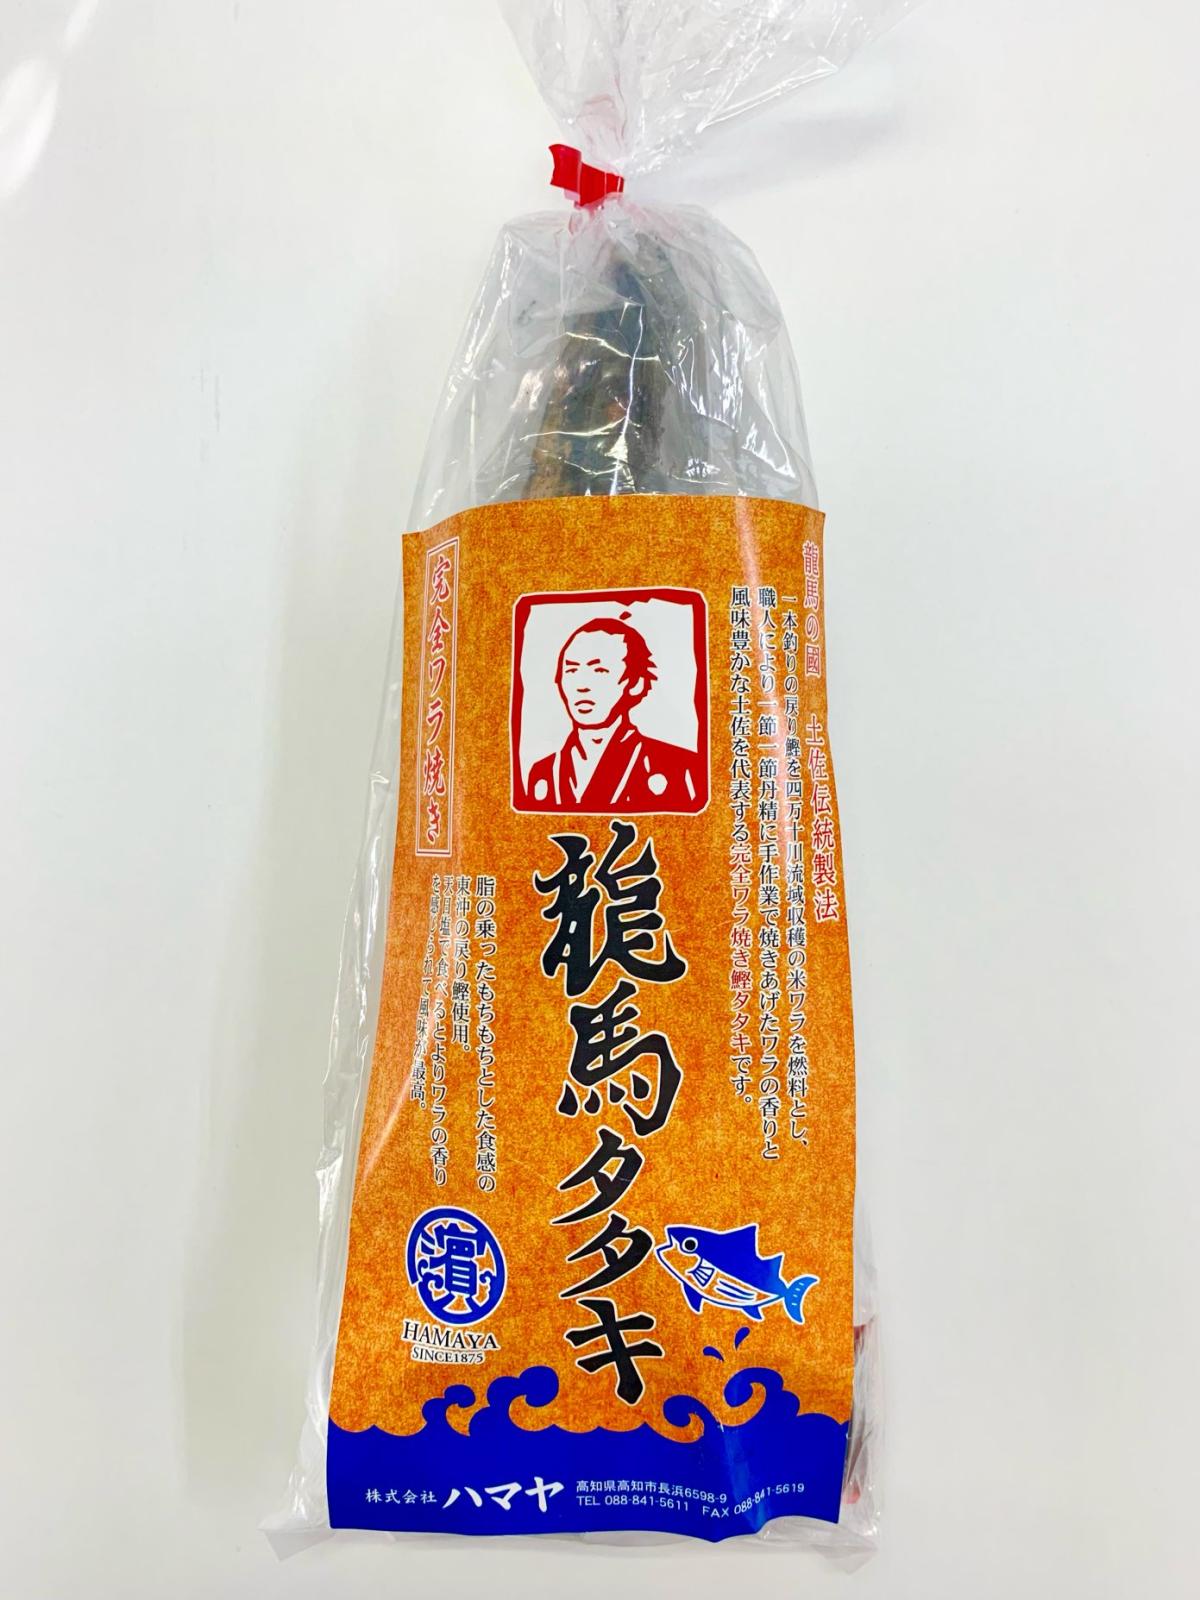 龍馬の國 土佐伝統製法
一本釣りの戻り鰹を四万十川流域収穫の米ワラを燃料とし、
職人により一節一節丹精に手作業で焼きあげたワラの香りと
風味豊かな土佐を代表する完全ワラ焼き鰹タタキです。
龍馬タタキ
完全ワラ焼き
脂の乗ったもちもちとした食感の
東沖の戻り鰹使用。
天日塩で食べるとよりワラの香り
を感じられて風味が最高。
濵
HAMAYA
SINCE1875
株式会社ハマヤ
高知県高知市長浜6598-9
TEL 088-841-5611 FAX 088-841-5619